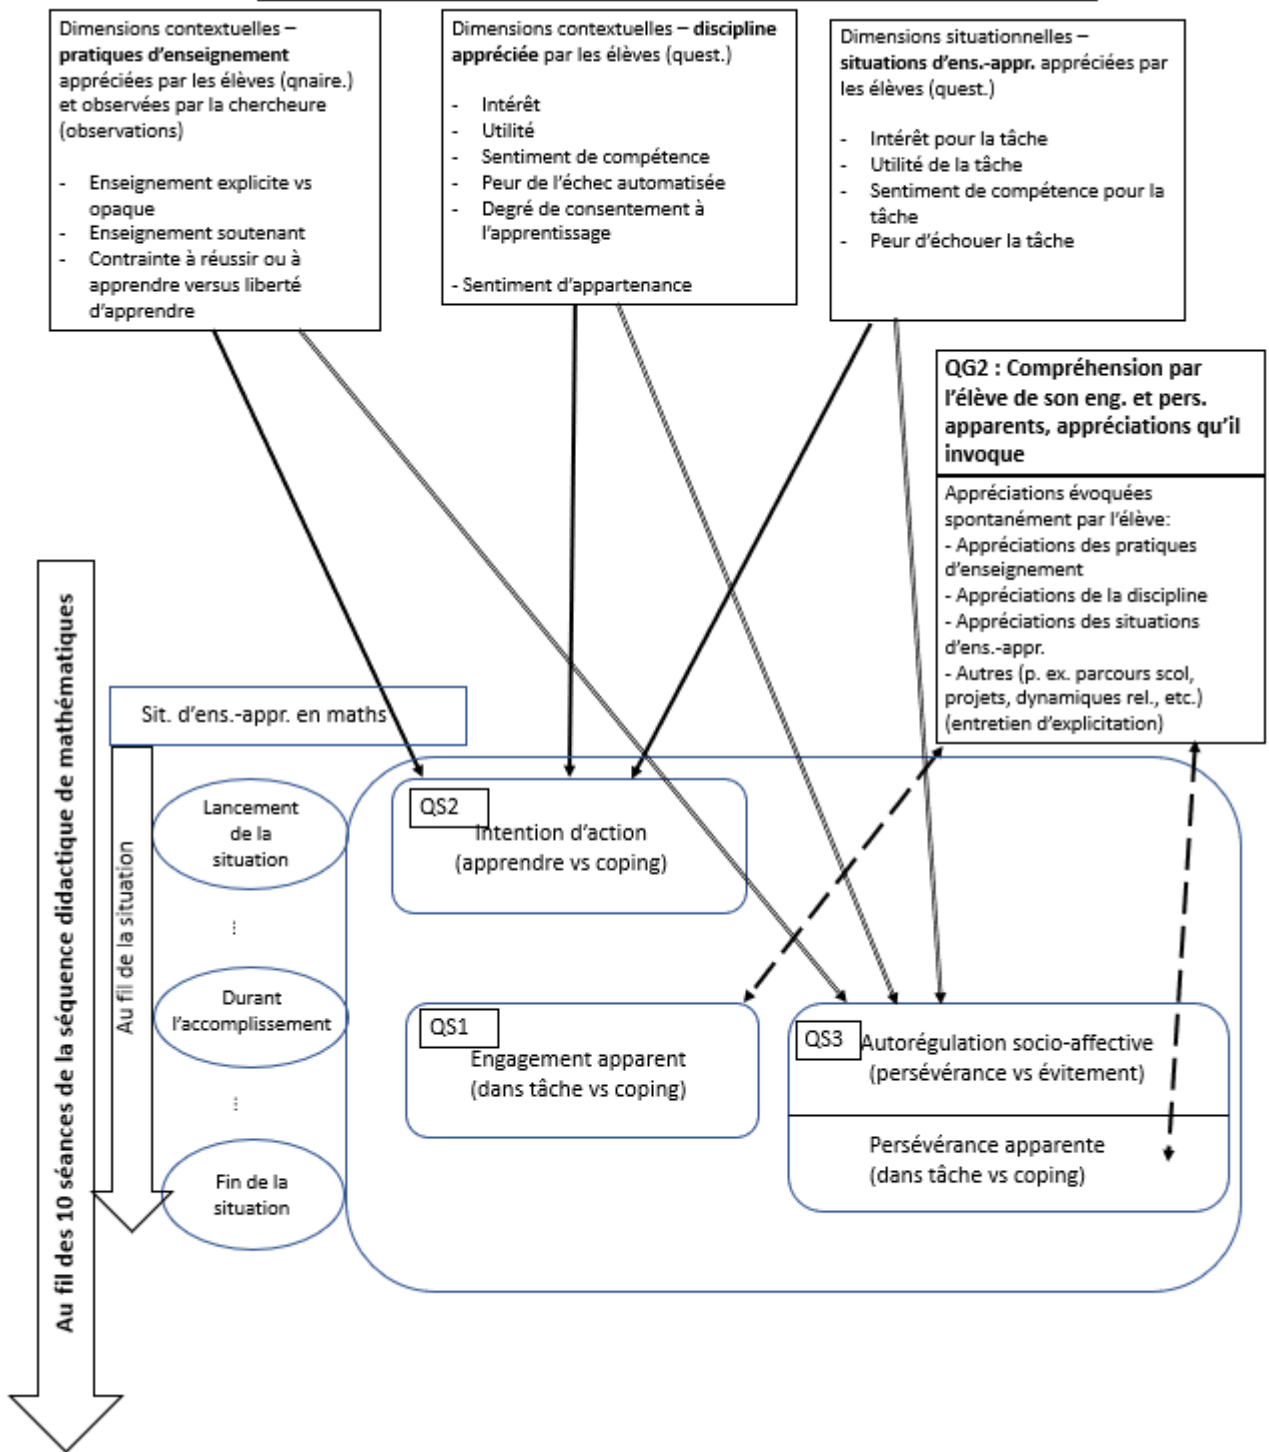 Dimensions contextuelles –
pratiques d'enseignement
appréciées par les élèves (qnaire.)
et observées par la chercheure
(observations)
- Enseignement explicite vs
opaque
- Enseignement soutenant
- Contrainte à réussir ou à
apprendre versus liberté
d'apprendre
Dimensions contextuelles – discipline
appréciée par les élèves (quest.)
- Intérêt
- Utilité
- Sentiment de compétence
- Peur de l'échec automatisée
- Degré de consentement à
l'apprentissage
- Sentiment d'appartenance
Dimensions situationnelles –
situations d'ens.-appr. appréciées par
les élèves (quest.)
- Intérêt pour la tâche
- Utilité de la tâche
- Sentiment de compétence pour la
tâche
- Peur d'échouer la tâche
QG2 : Compréhension par
l'élève de son eng. et pers.
apparents, appréciations qu'il
invoque
Appréciations évoquées
spontanément par l'élève:
- Appréciations des pratiques
d'enseignement
- Appréciations de la discipline
- Appréciations des situations
d'ens.-appr.
- Autres (p. ex. parcours scol,
projets, dynamiques rel., etc.)
(entretien d'explicitation)
Au fil des 10 séances de la séquence didactique de mathématiques
Sit. d'ens.-appr. en maths
Au fil de la situation
Lancement
de la
situation
...
Durant
l'accomplissement
...
Fin de la
situation
QS2
Intention d'action
(apprendre vs coping)
QS1
Engagement apparent
(dans tâche vs coping)
QS3
Autorégulation socio-affective
(persévérance vs évitement)
Persévérance apparente
(dans tâche vs coping)